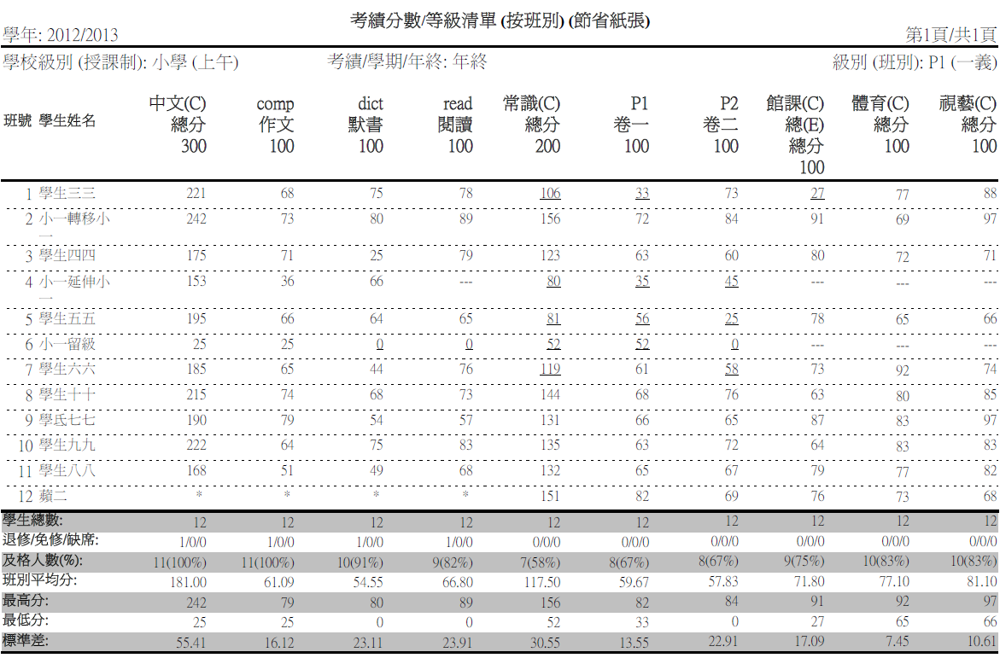 考績分數/等級清單 (按班別) (節省紙張)
學年: 2012/2013 第1頁/共1頁
學校級別 (授課制): 小學 (上午) 考績/學期/年終: 年終 級別 (班別): P1 (一義)
中文(C) comp dict read 常識(C) P1 P2 館課(C) 體育(C) 視藝(C)
班號 學生姓名 總分 作文 默書 閱讀 總分 卷一 卷二 總(E) 總分 總分
300 100 100 100 200 100 100 總分 100 100
100
1 學生三三 221 68 75 78 106 33 73 27 77 88
2 小一轉移小 242 73 80 89 156 72 84 91 69 97
一
3 學生四四 175 71 25 79 123 63 60 80 72 71
4 小一延伸小 153 36 66 --- 80 35 45 --- --- ---
一
5 學生五五 195 66 64 65 81 56 25 78 65 66
6 小一留級 25 25 0 0 52 52 0 --- --- ---
7 學生六六 185 65 44 76 119 61 58 73 92 74
8 學生十十 215 74 68 73 144 68 76 63 80 85
9 學氐七七 190 79 54 57 131 66 65 87 83 97
10 學生九九 222 64 75 83 135 63 72 64 83 83
11 學生八八 168 51 49 68 132 65 67 79 77 82
12 蘋二 * * * * 151 82 69 76 73 68
學生總數: 12 12 12 12 12 12 12 12 12 12
退修/免修/缺席: 1/0/0 1/0/0 1/0/0 1/0/0 0/0/0 0/0/0 0/0/0 0/0/0 0/0/0 0/0/0
及格人數(%): 11(100%) 11(100%) 10(91%) 9(82%) 7(58%) 8(67%) 8(67%) 9(75%) 10(83%) 10(83%)
班別平均分: 181.00 61.09 54.55 66.80 117.50 59.67 57.83 71.80 77.10 81.10
最高分: 242 79 80 89 156 82 84 91 92 97
最低分: 25 25 0 0 52 33 0 27 65 66
標準差: 55.41 16.12 23.11 23.91 30.55 13.55 22.91 17.09 7.45 10.61